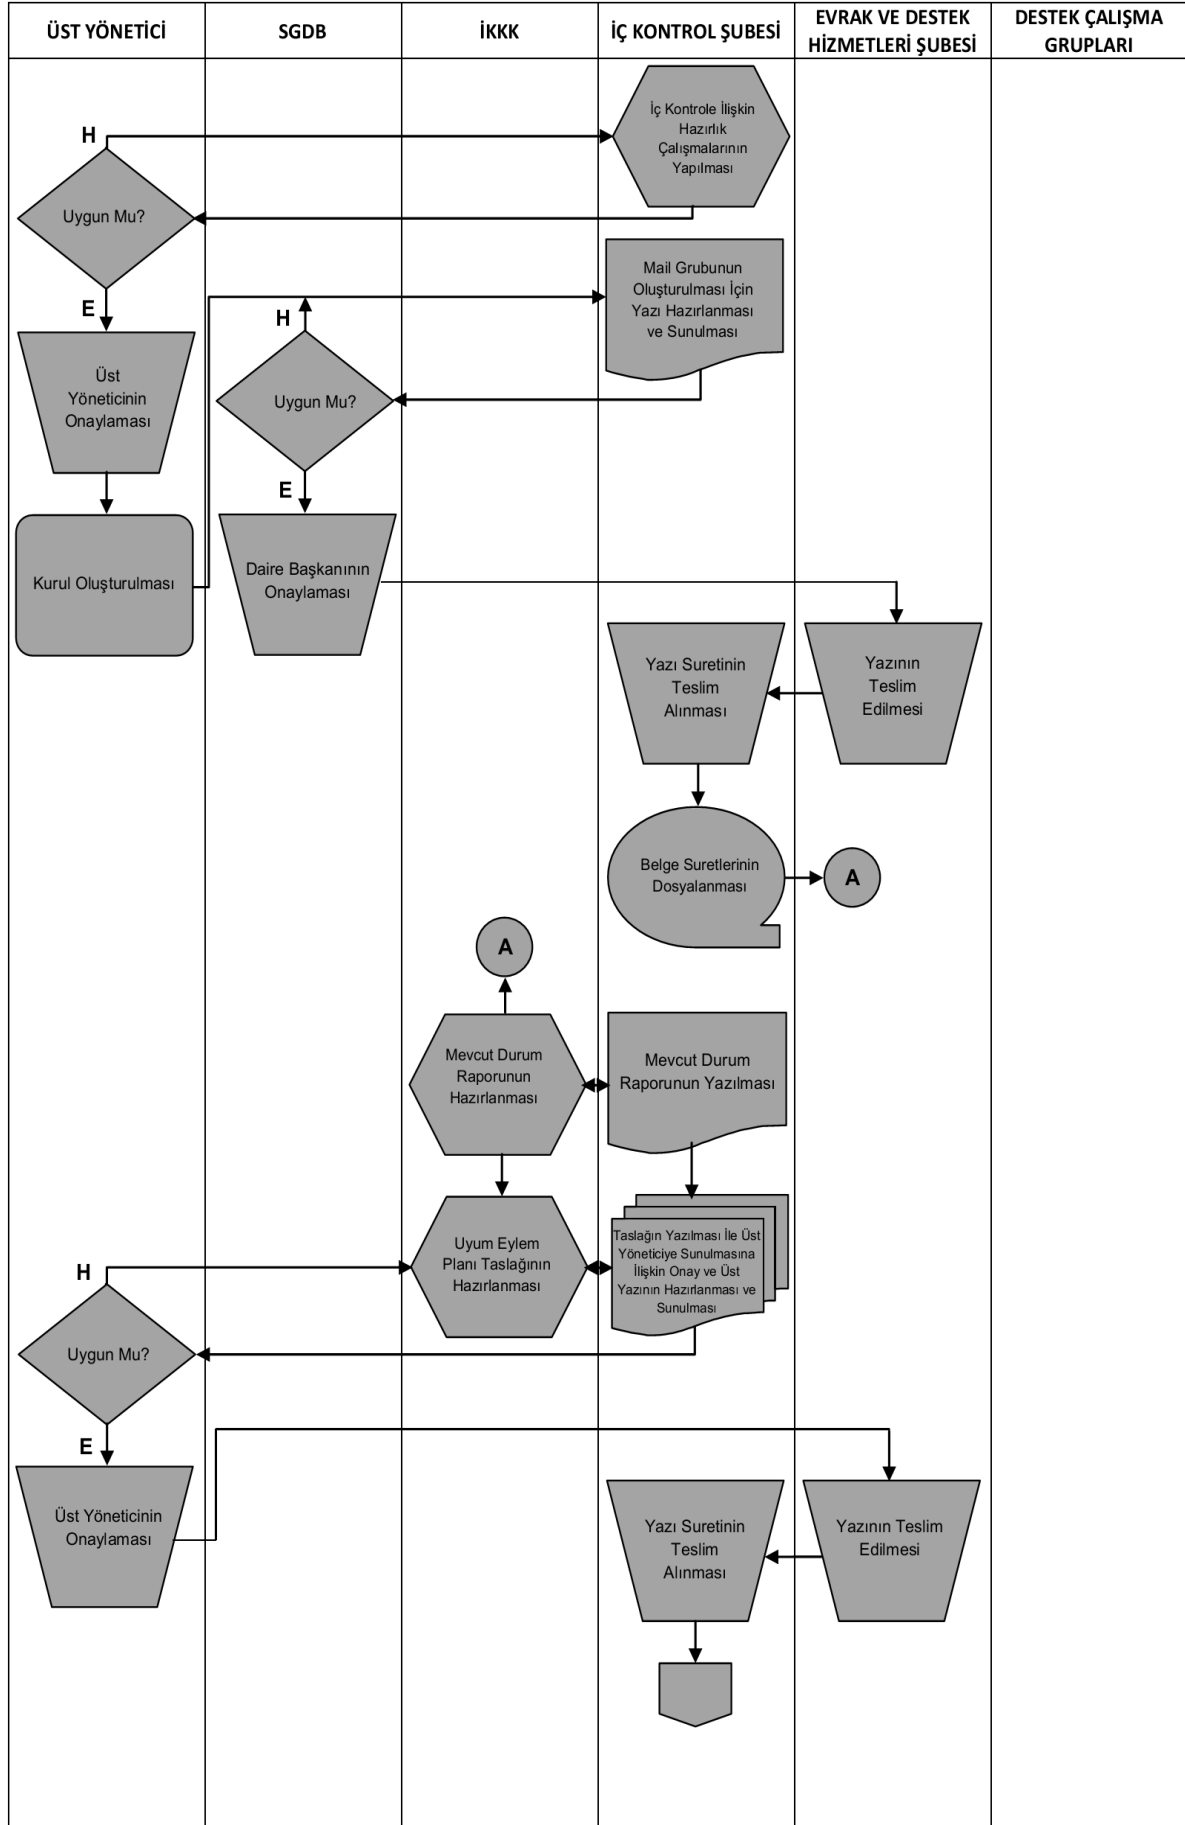 ÜST YÖNETİCİ
SGDB
İKKK
İÇ KONTROL ŞUBESİ
EVRAK VE DESTEK
HİZMETLERİ ŞUBESİ
DESTEK ÇALIŞMA
GRUPLARI
İç Kontrole İlişkin
Hazırlık
Çalışmalarının
Yapılması
H
Uygun Mu?
E
Üst
Yöneticinin
Onaylaması
Kurul Oluşturulması
Mail Grubunun
Oluşturulması İçin
Yazı Hazırlanması
ve Sunulması
H
Uygun Mu?
E
Daire Başkanının
Onaylaması
Yazının
Teslim
Edilmesi
Yazı Suretinin
Teslim
Alınması
Belge Suretlerinin
Dosyalanması
A
A
Mevcut Durum
Raporunun
Hazırlanması
Mevcut Durum
Raporunun Yazılması
Uyum Eylem
Planı Taslağının
Hazırlanması
Taslağın Yazılması İle Üst
Yöneticiye Sunulmasına
İlişkin Onay ve Üst
Yazının Hazırlanması ve
Sunulması
H
Uygun Mu?
E
Üst Yöneticinin
Onaylaması
Yazının Teslim
Edilmesi
Yazı Suretinin
Teslim
Alınması